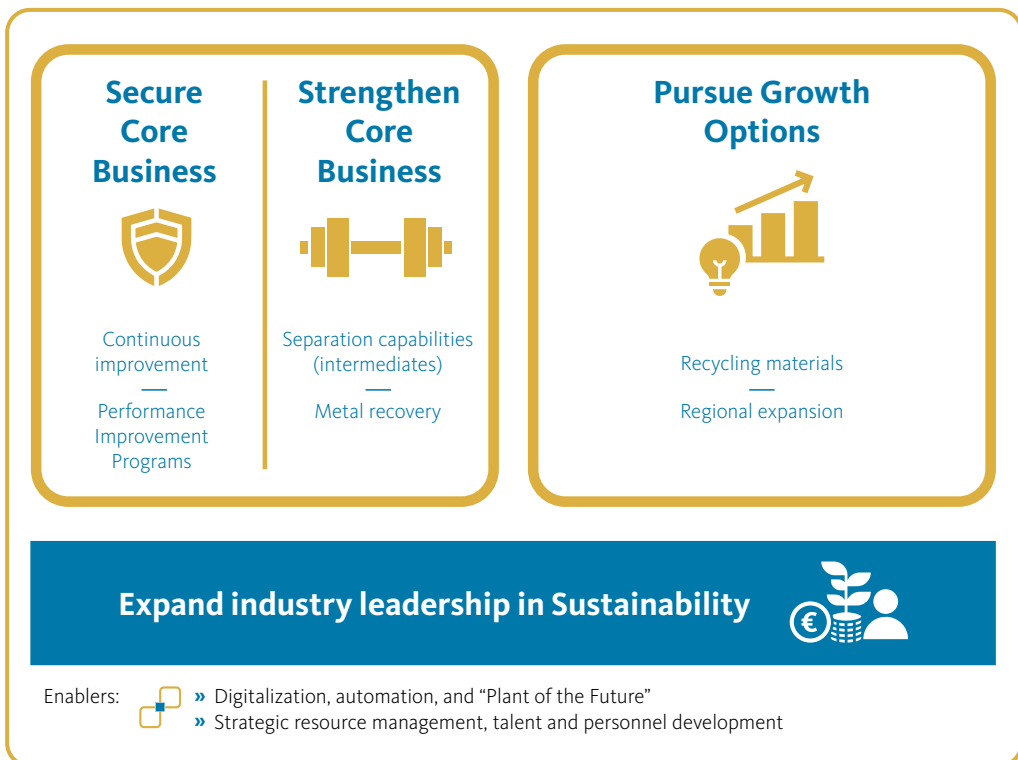 Secure
Core
Business
Continuous
improvement
Performance
Improvement
Programs
Strengthen
Core
Business
Separation capabilities
(intermediates)
Metal recovery
Pursue Growth
Options
Recycling materials
Regional expansion
Expand industry leadership in Sustainability
€
Enablers:
» Digitalization, automation, and “Plant of the Future”
» Strategic resource management, talent and personnel development